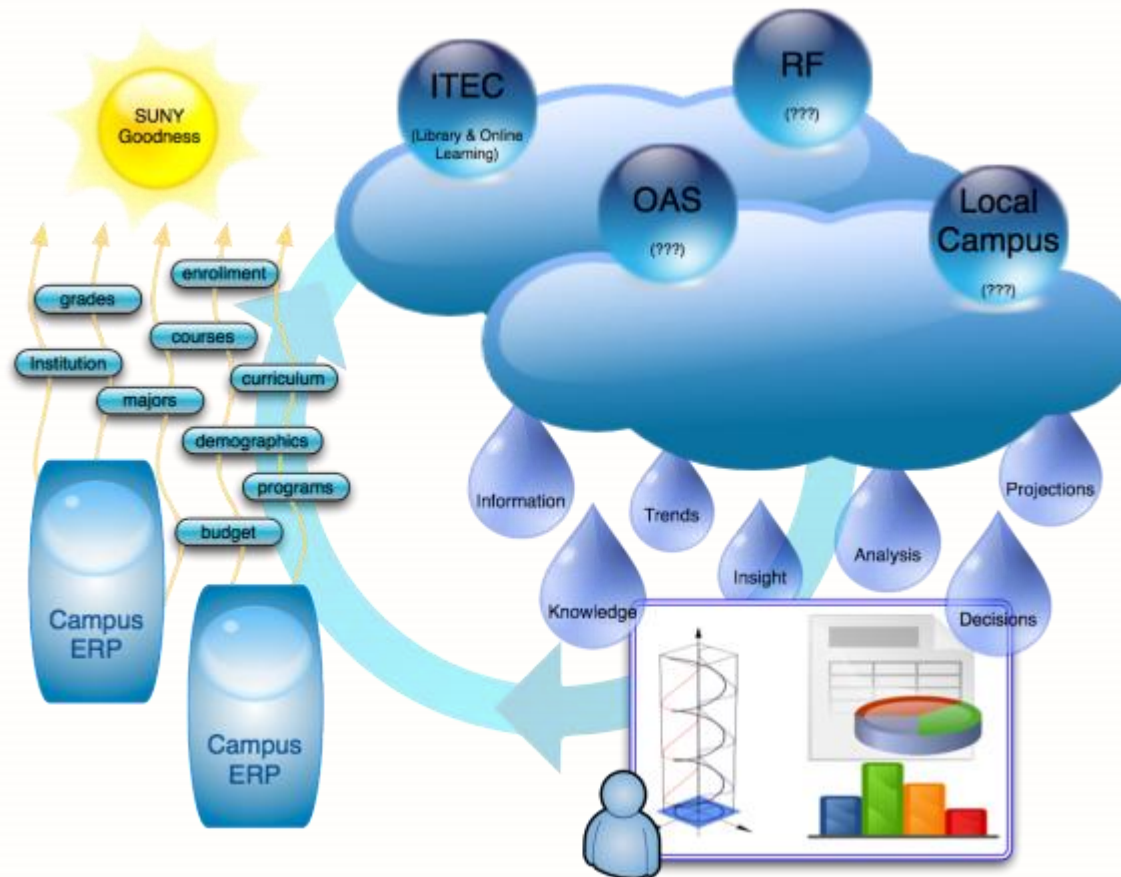 SUNY
Goodness
ITEC
(Library & Online
Learning)
RF
(???)
OAS
(???)
Local
Campus
(???)
enrollment
grades
courses
Institution
curriculum
majors
demographics
programs
budget
Campus
ERP
Campus
ERP
Information
Trends
Projections
Analysis
Insight
Knowledge
Decisions